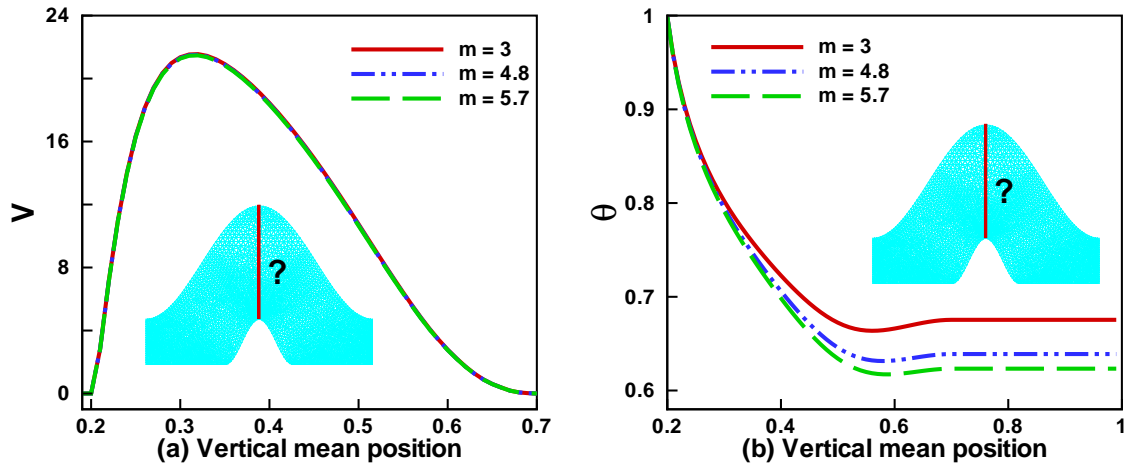 24
16
8
0
V
m = 3
m = 4.8
m = 5.7
?
0.2 0.3 0.4 0.5 0.6 0.7
(a) Vertical mean position
1
0.9
0.8
0.7
0.6
θ
m = 3
m = 4.8
m = 5.7
?
0.2 0.4 0.6 0.8 1
(b) Vertical mean position